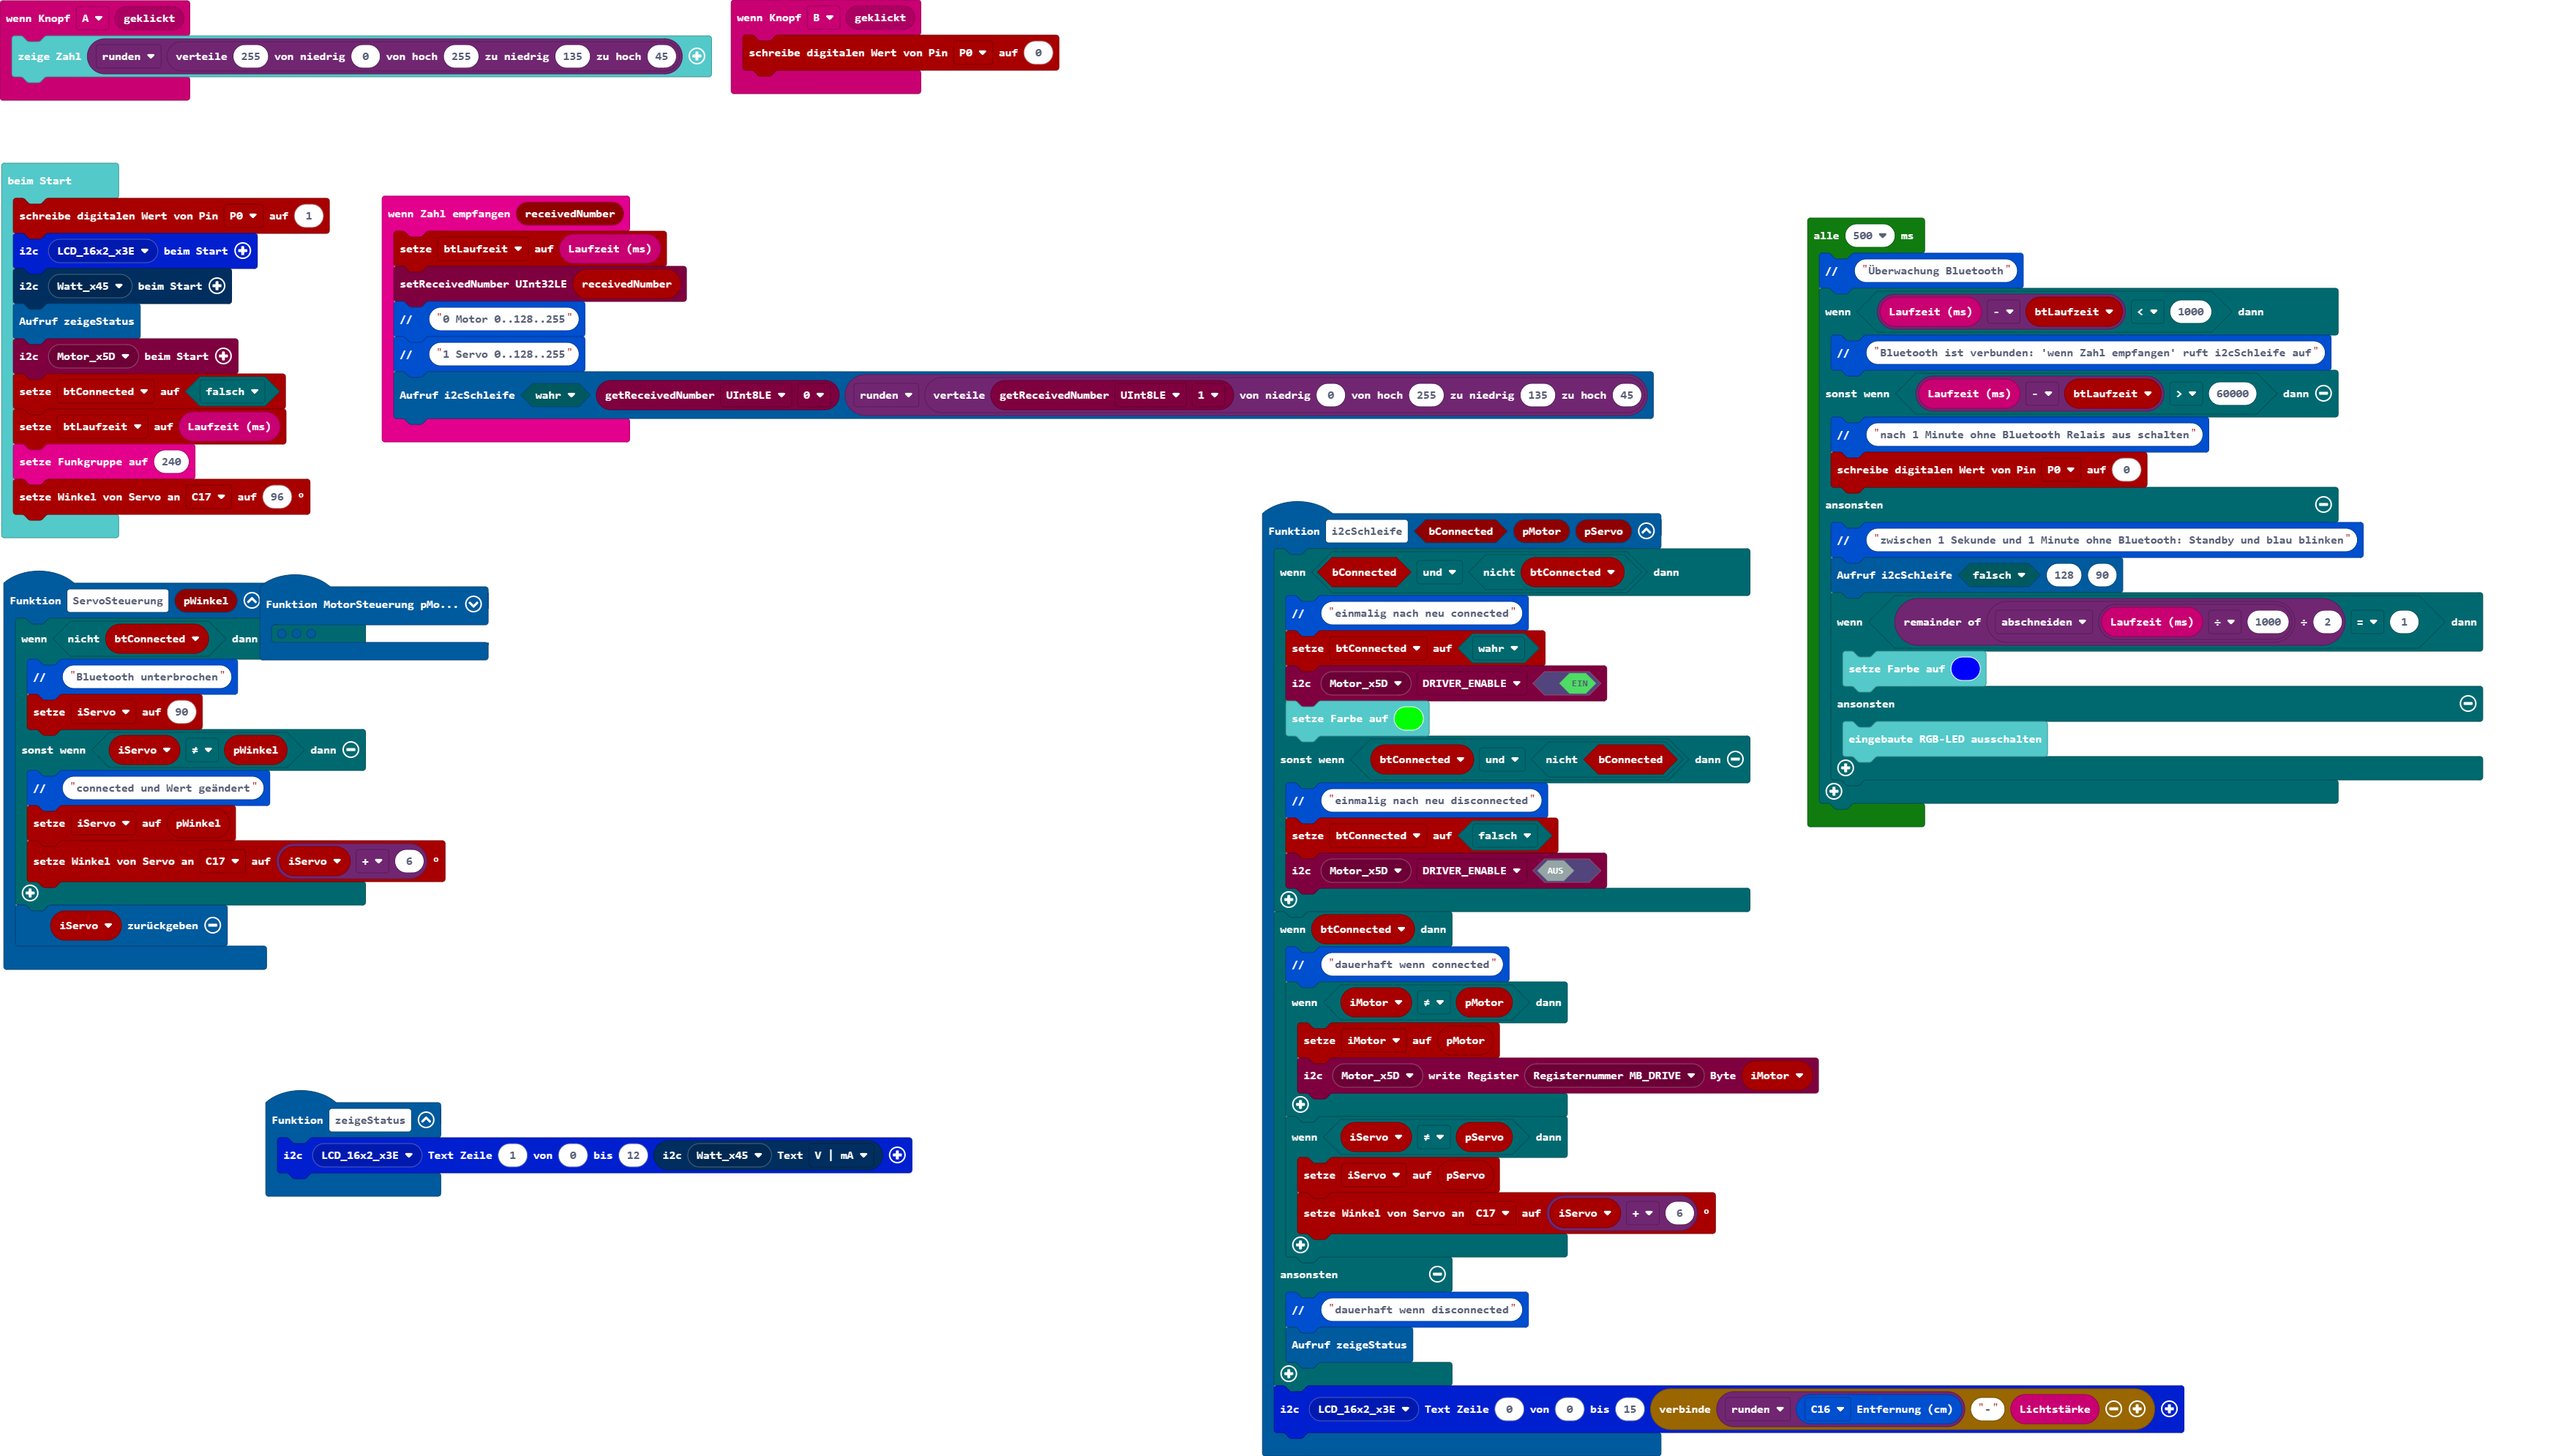 wenn Knopf A geklickt
zeige Zahl runden verteile 255 von niedrig 0 von hoch 255 zu niedrig 135 zu hoch 45
wenn Knopf B geklickt
schreibe digitalen Wert von Pin P0 auf 0
beim Start
schreibe digitalen Wert von Pin P0 auf 1
i2c LCD_16x2_x3E beim Start
i2c Watt_x45 beim Start
Aufruf zeigeStatus
i2c Motor_x5D beim Start
setze btConnected auf falsch
setze btLaufzeit auf Laufzeit (ms)
setze Funkgruppe auf 240
setze Winkel von Servo an C17 auf 96 °
wenn Zahl empfangen receivedNumber
setze btLaufzeit auf Laufzeit (ms)
setReceivedNumber UInt32LE receivedNumber
// "0 Motor 0..128..255"
// "1 Servo 0..128..255"
Aufruf i2cSchleife wahr getReceivedNumber UInt8LE 0 runden verteile getReceivedNumber UInt8LE 1 von niedrig 0 von hoch 255 zu niedrig 135 zu hoch 45
alle 500 ms
// "Überwachung Bluetooth"
wenn Laufzeit (ms) - btLaufzeit < 1000 dann
// "Bluetooth ist verbunden: 'wenn Zahl empfangen' ruft i2cSchleife auf"
sonst wenn Laufzeit (ms) - btLaufzeit > 60000 dann
// "nach 1 Minute ohne Bluetooth Relais aus schalten"
schreibe digitalen Wert von Pin P0 auf 0
ansonsten
// "zwischen 1 Sekunde und 1 Minute ohne Bluetooth: Standby und blau blinken"
Aufruf i2cSchleife falsch 128 90
wenn remainder of abschneiden Laufzeit (ms) ÷ 1000 ÷ 2 = 1 dann
setze Farbe auf
ansonsten
eingebaute RGB-LED ausschalten
Funktion ServoSteuerung pWinkel
wenn nicht btConnected dann
// "Bluetooth unterbrochen"
setze iServo auf 90
sonst wenn iServo ≠ pWinkel dann
// "connected und Wert geändert"
setze iServo auf pWinkel
setze Winkel von Servo an C17 auf iServo + 6 °
iServo zurückgeben
Funktion MotorSteuerung pMo...
Funktion zeigeStatus
i2c LCD_16x2_x3E Text Zeile 1 von 0 bis 12 i2c Watt_x45 Text V | mA
Funktion i2cSchleife bConnected pMotor pServo
wenn bConnected und nicht btConnected dann
// "einmalig nach neu connected"
setze btConnected auf wahr
i2c Motor_x5D DRIVER_ENABLE EIN
setze Farbe auf
sonst wenn btConnected und nicht bConnected dann
// "einmalig nach neu disconnected"
setze btConnected auf falsch
i2c Motor_x5D DRIVER_ENABLE AUS
wenn btConnected dann
// "dauerhaft wenn connected"
wenn iMotor ≠ pMotor dann
setze iMotor auf pMotor
i2c Motor_x5D write Register Registernummer MB_DRIVE Byte iMotor
wenn iServo ≠ pServo dann
setze iServo auf pServo
setze Winkel von Servo an C17 auf iServo + 6 °
ansonsten
// "dauerhaft wenn disconnected"
Aufruf zeigeStatus
i2c LCD_16x2_x3E Text Zeile 0 von 0 bis 15 verbinde runden C16 Entfernung (cm) "-" Lichtstärke